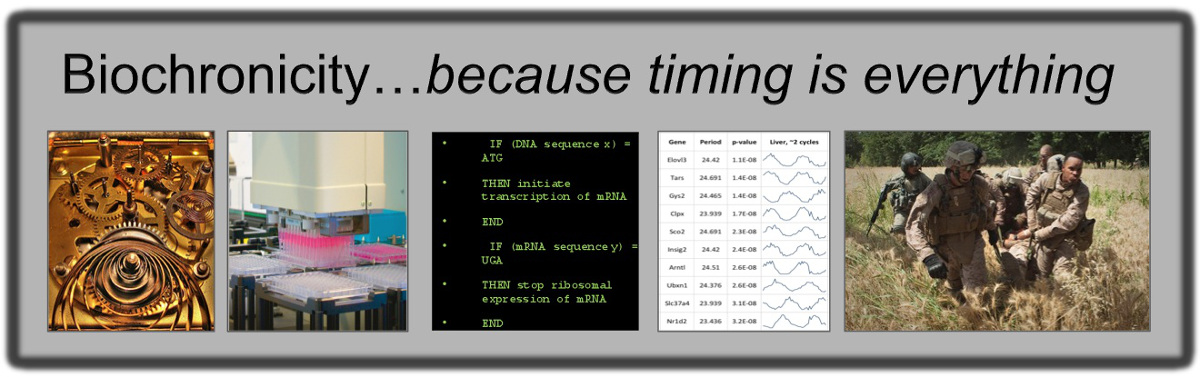 Biochronicity…because timing is everything
• IF (DNA sequence x) =
ATG
• THEN initiate
transcription of mRNA
• END
• IF (mRNA sequence y) =
UGA
• THEN stop ribosomal
expression of mRNA
• END
Gene Period p-value Liver, ~2 cycles
Elovl3 24.42 1.1E-08
Tars 24.691 1.4E-08
Gys2 24.465 1.4E-08
Clpx 23.939 1.7E-08
Sco2 24.691 2.3E-08
Insig2 24.42 2.4E-08
Arntl 24.51 2.6E-08
Ubxn1 24.376 2.6E-08
Slc37a4 23.939 3.1E-08
Nr1d2 23.436 3.2E-08